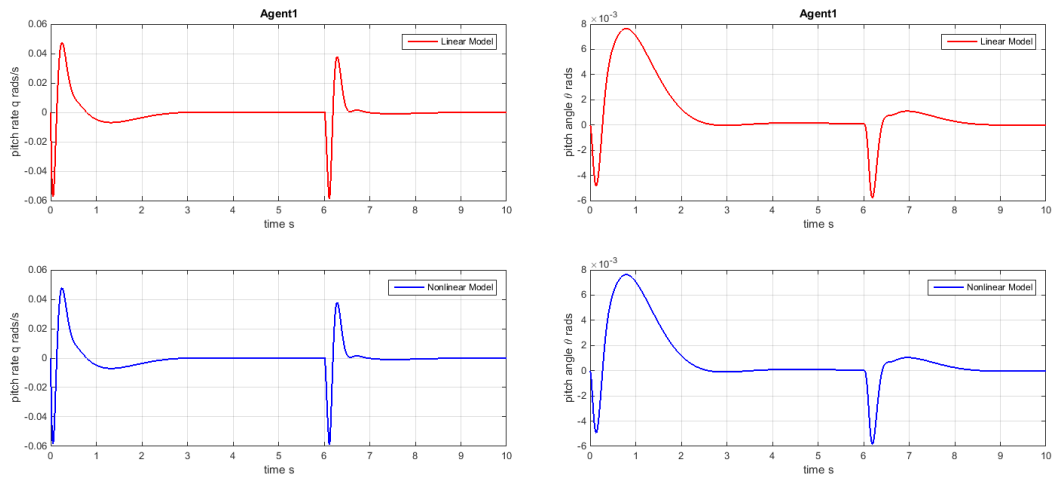 Agent1
0.06
0.04
0.02
0
-0.02
-0.04
-0.06
pitch rate q rads/s
Linear Model
0 1 2 3 4 5 6 7 8 9 10
time s
Agent1
×10⁻³
8
6
4
2
0
-2
-4
-6
pitch angle θ rads
Linear Model
0 1 2 3 4 5 6 7 8 9 10
time s
0.06
0.04
0.02
0
-0.02
-0.04
-0.06
pitch rate q rads/s
Nonlinear Model
0 1 2 3 4 5 6 7 8 9 10
time s
×10⁻³
8
6
4
2
0
-2
-4
-6
pitch angle θ rads
Nonlinear Model
0 1 2 3 4 5 6 7 8 9 10
time s